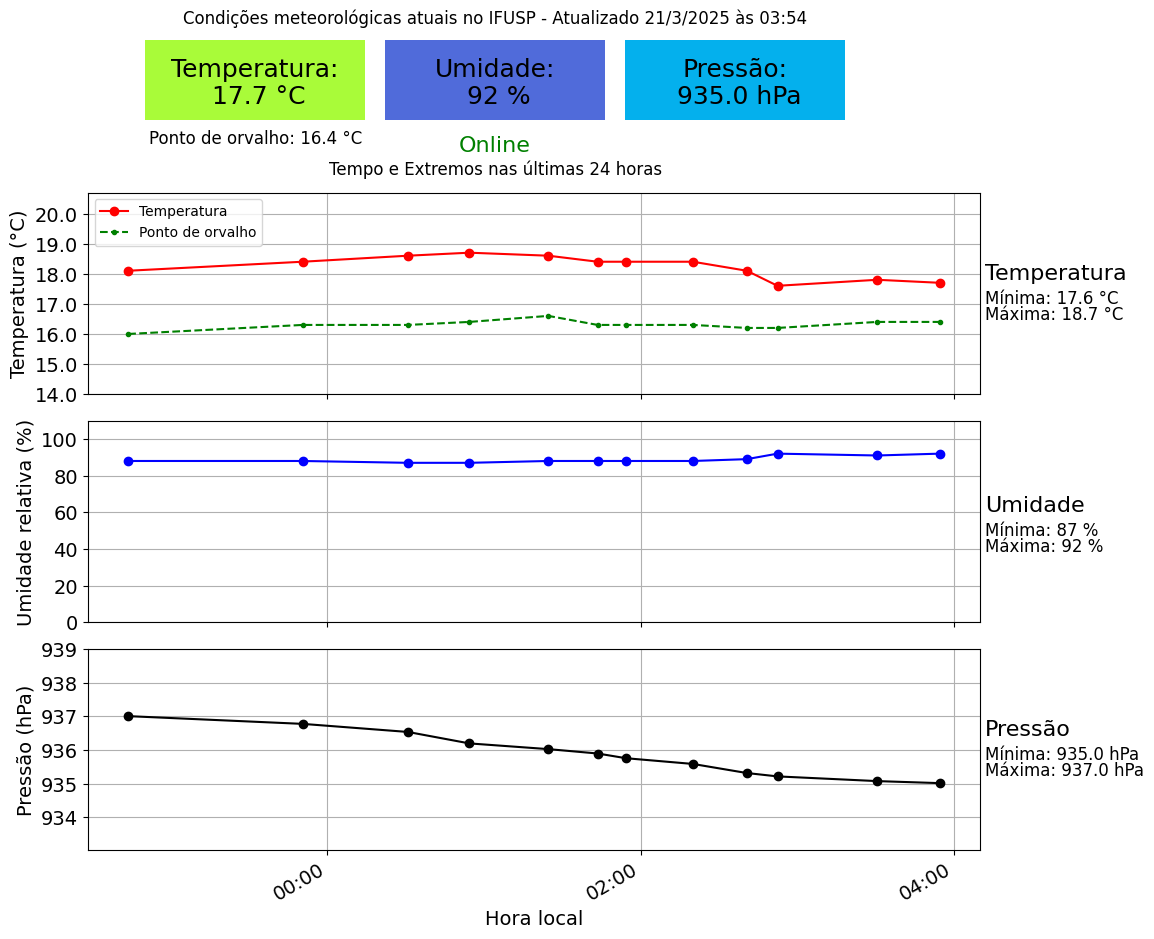 Condições meteorológicas atuais no IFUSP - Atualizado 21/3/2025 às 03:54
Temperatura:
17.7 °C
Umidade:
92 %
Pressão:
935.0 hPa
Ponto de orvalho: 16.4 °C
Online
Tempo e Extremos nas últimas 24 horas
Temperatura (°C)
20.0
19.0
18.0
17.0
16.0
15.0
14.0
Temperatura
Ponto de orvalho
Temperatura
Mínima: 17.6 °C
Máxima: 18.7 °C
Umidade relativa (%)
100
80
60
40
20
0
Umidade
Mínima: 87 %
Máxima: 92 %
Pressão (hPa)
939
938
937
936
935
934
Pressão
Mínima: 935.0 hPa
Máxima: 937.0 hPa
00:00
02:00
04:00
Hora local